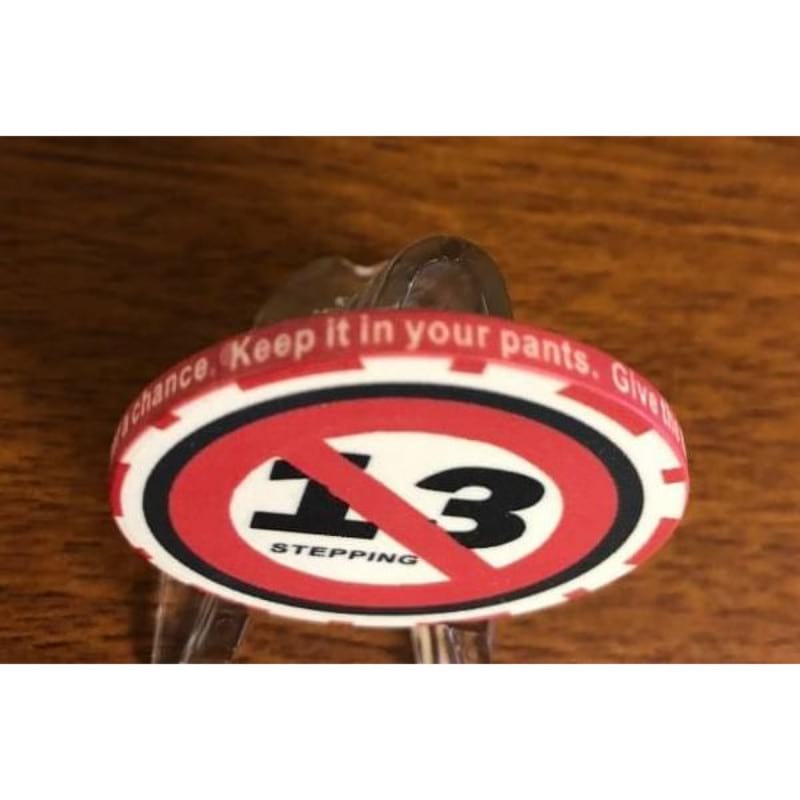 a chance. Keep it in your pants. Give
13
STEPPING